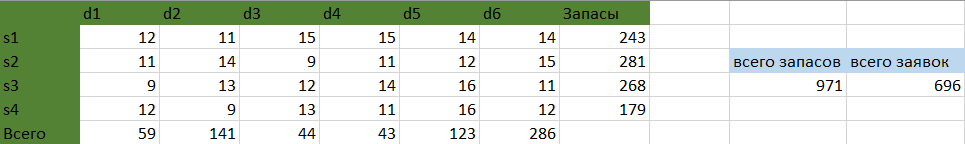 d1 d2 d3 d4 d5 d6 Запасы
s1 12 11 15 15 14 14 243
s2 11 14 9 11 12 15 281 всего запасов всего заявок
s3 9 13 12 14 16 11 268 971 696
s4 12 9 13 11 16 12 179
Всего 59 141 44 43 123 286